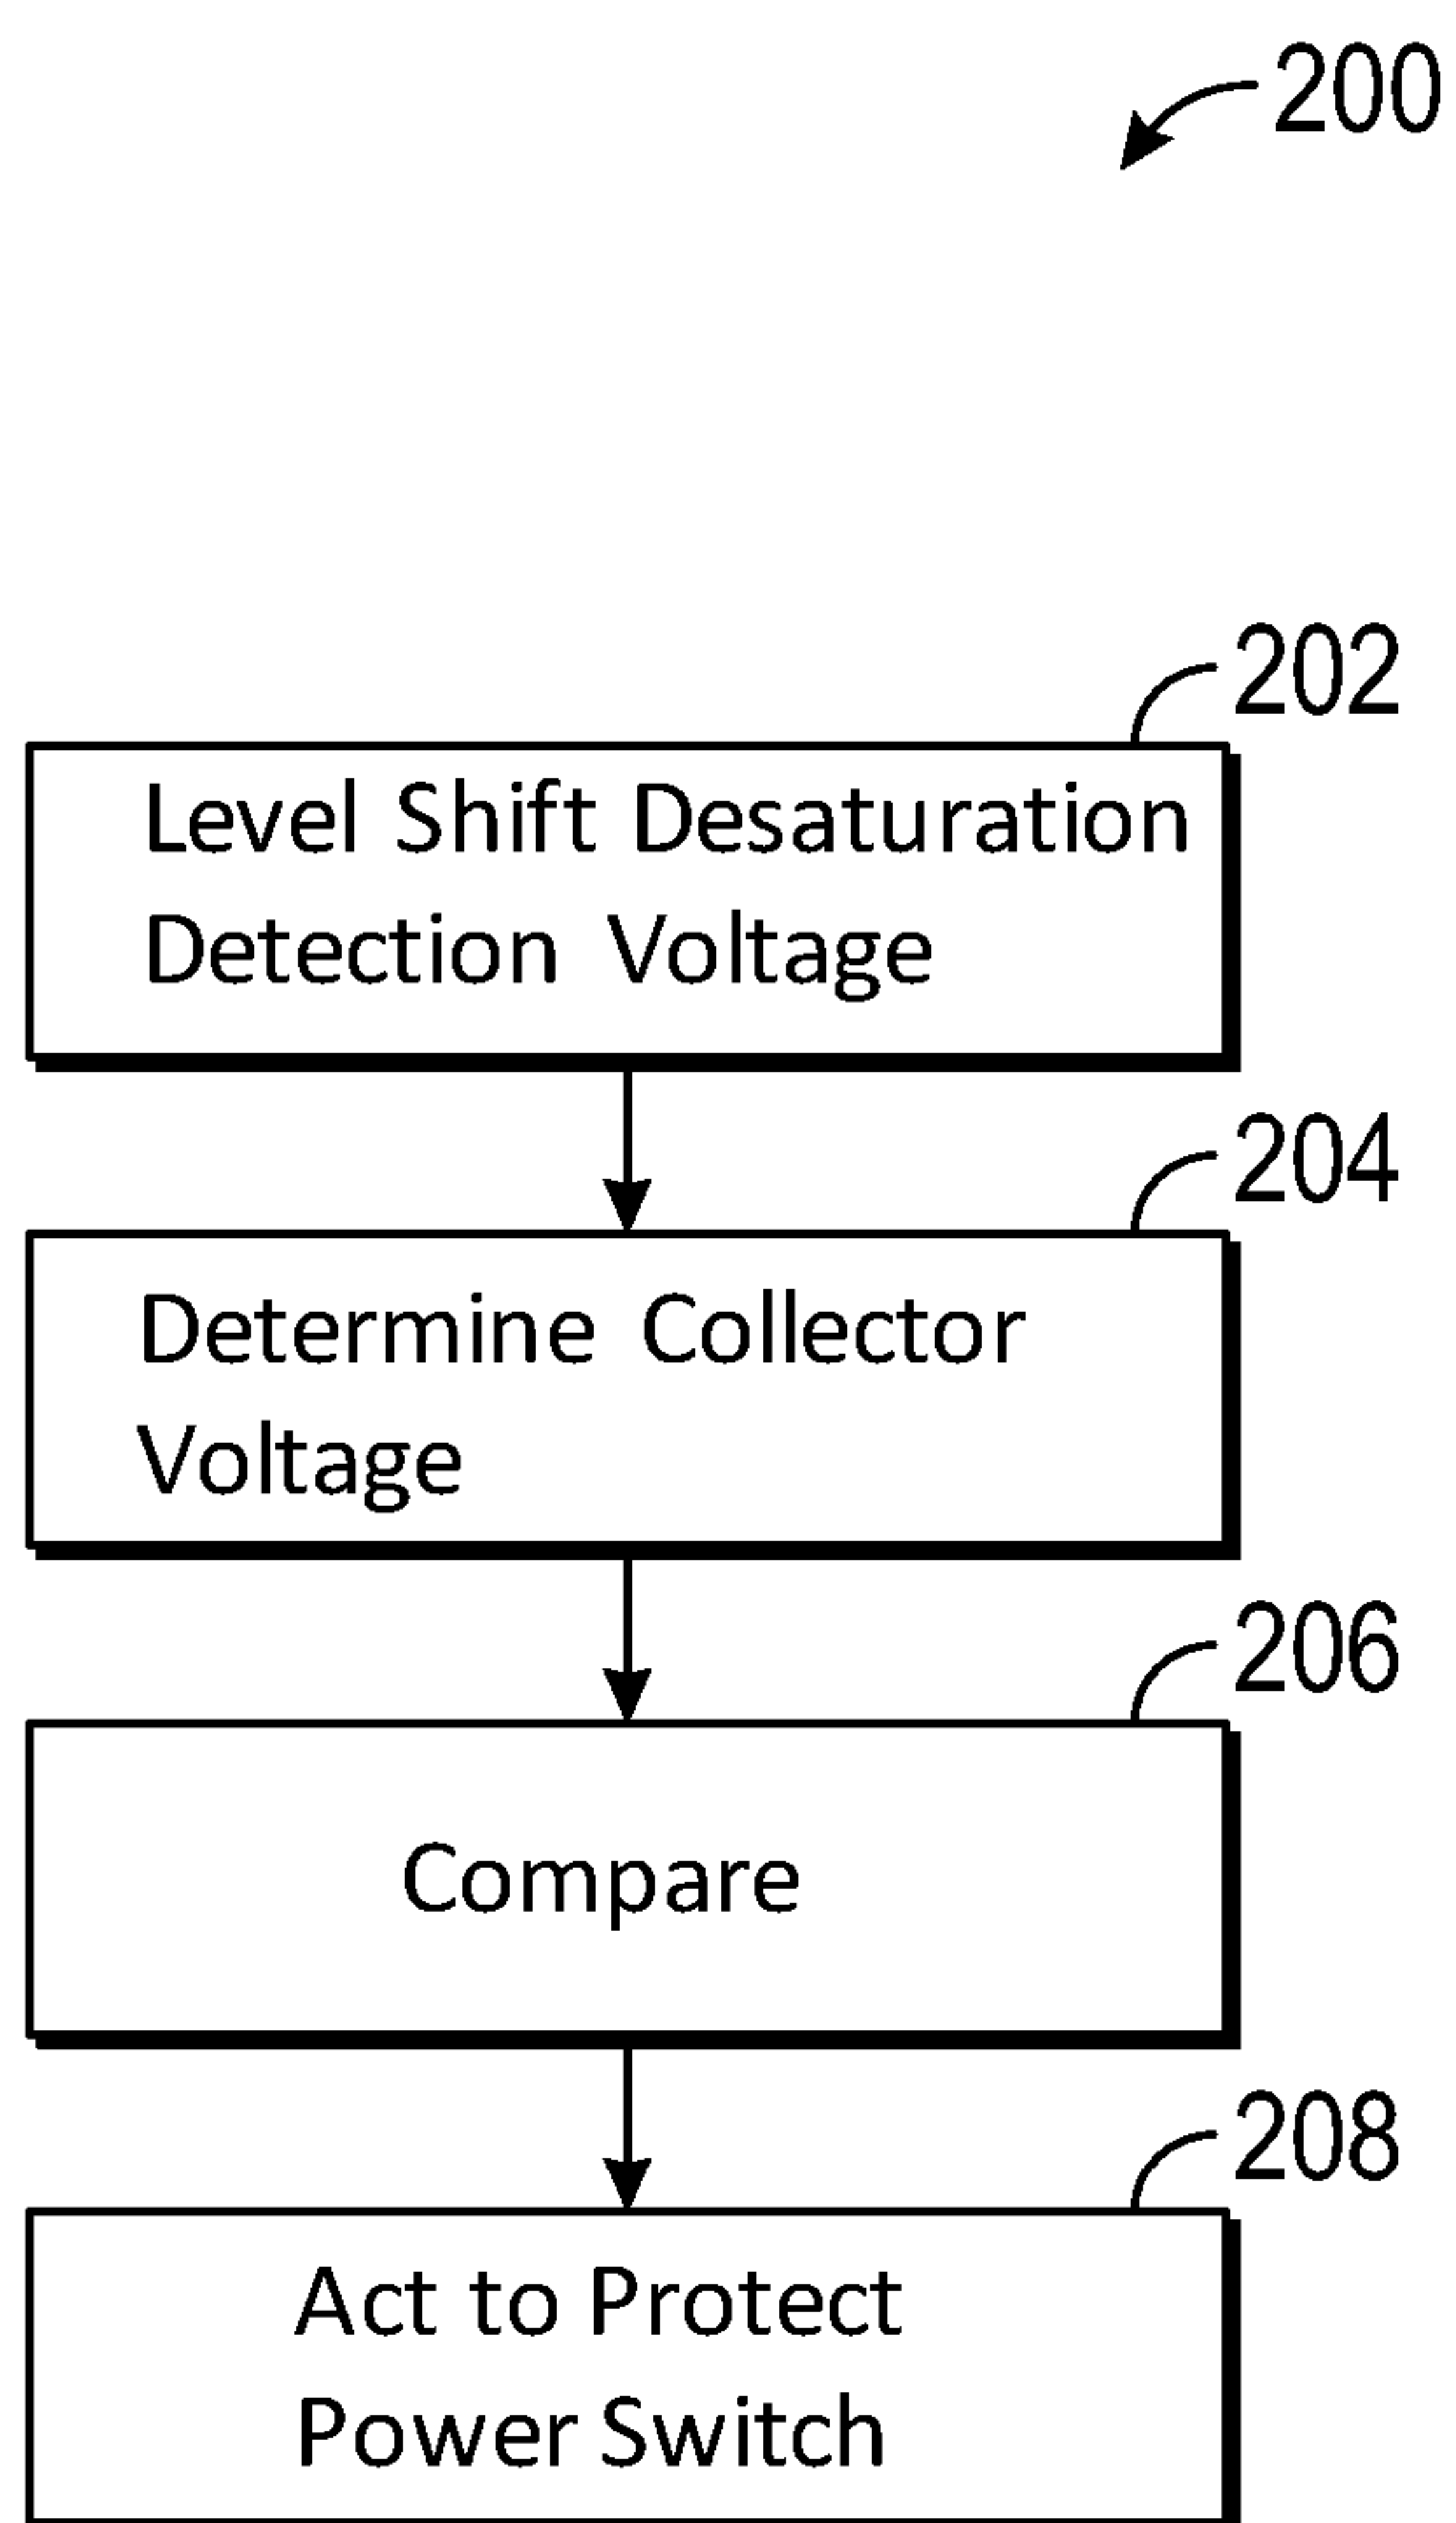 200
202
Level Shift Desaturation
Detection Voltage
204
Determine Collector
Voltage
206
Compare
208
Act to Protect
Power Switch